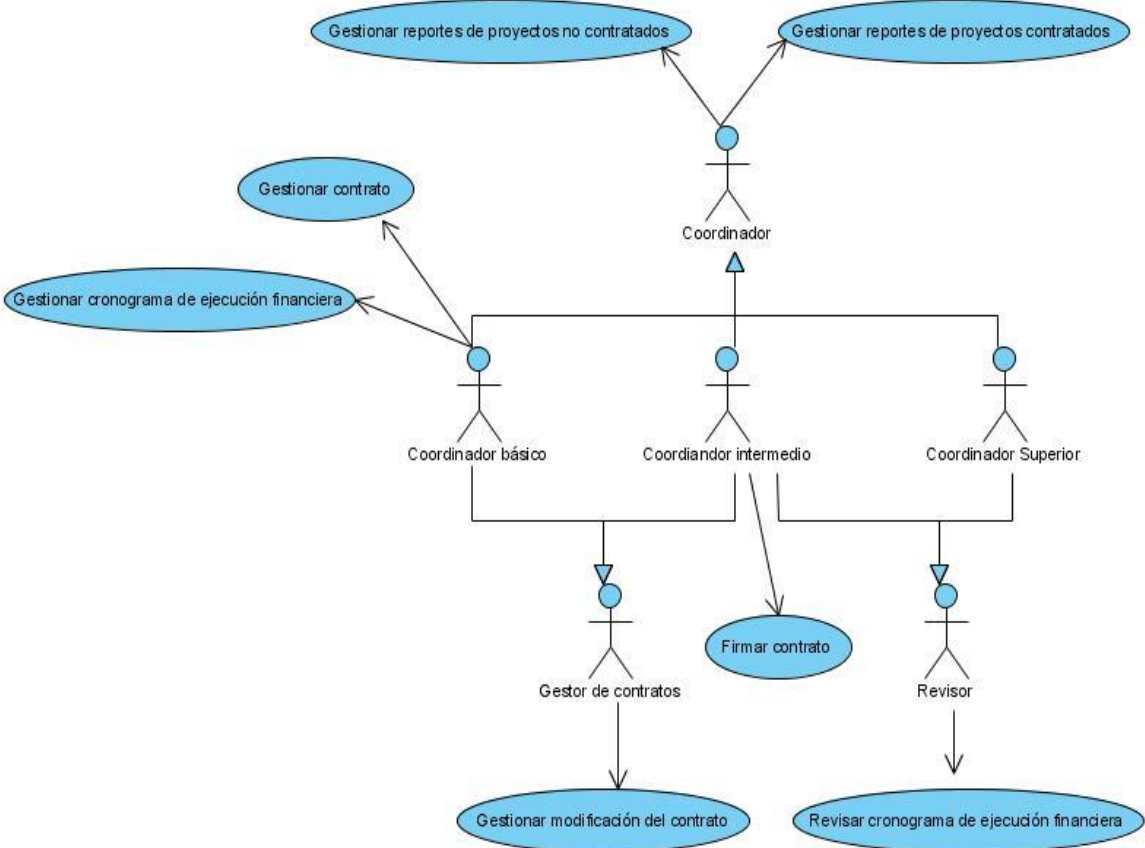 Gestionar reportes de proyectos no contratados
Gestionar reportes de proyectos contratados
Gestionar contrato
Coordinador
Gestionar cronograma de ejecución financiera
Coordinador básico
Coordiandor intermedio
Coordinador Superior
Firmar contrato
Gestor de contratos
Revisor
Gestionar modificación del contrato
Revisar cronograma de ejecución financiera